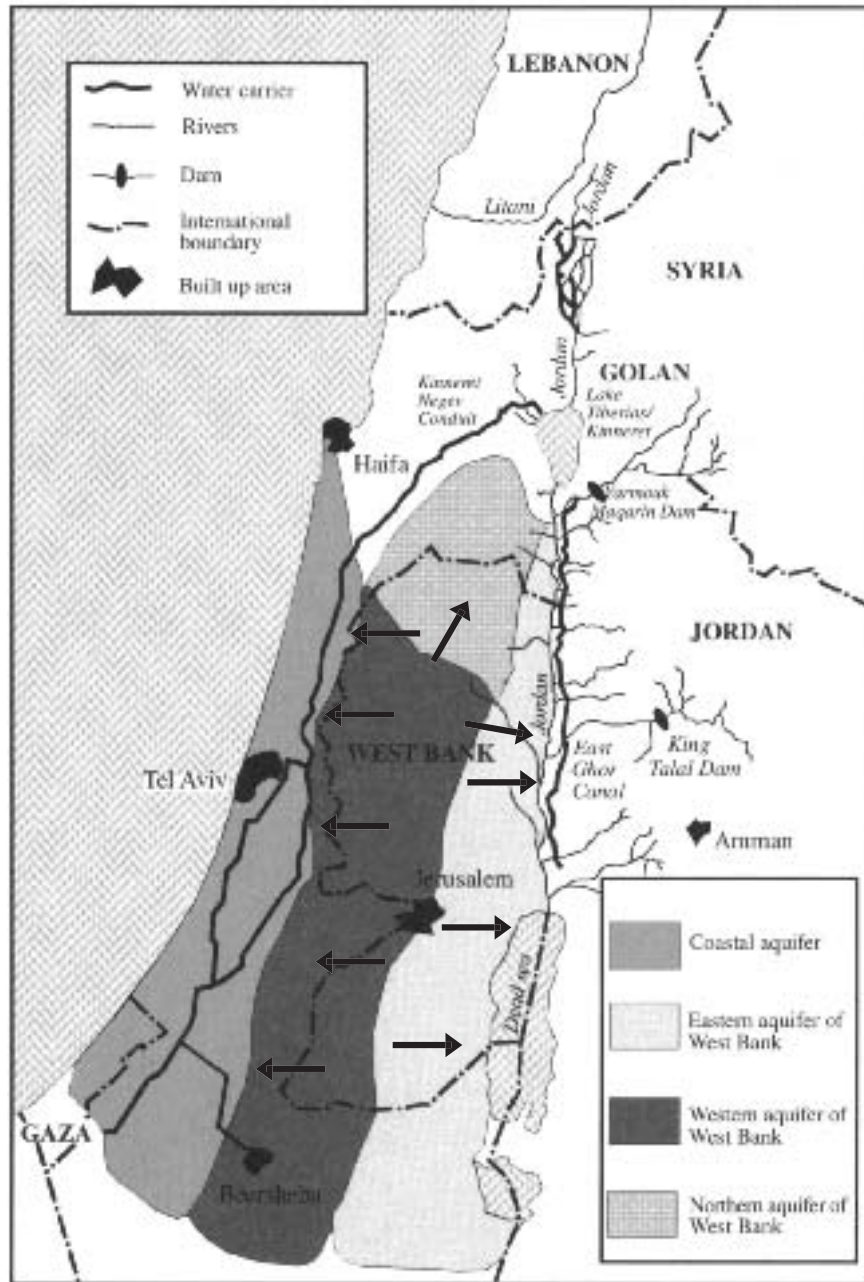 LEBANON
Water carrier
Rivers
Dam
International
boundary
Built up area
Litani
Jordan
SYRIA
Jordan
GOLAN
Lake
Tiberias/
Kinneret
Negev
Conduit
Haifa
Yarmouk
Maqarin Dam
JORDAN
Jordan
WEST BANK
Tel Aviv
East
Ghor
Canal
King
Talal Dam
Amman
Jerusalem
Dead sea
Coastal aquifer
Eastern aquifer of
West Bank
GAZA
Western aquifer of
West Bank
Beersheba
Northern aquifer of
West Bank